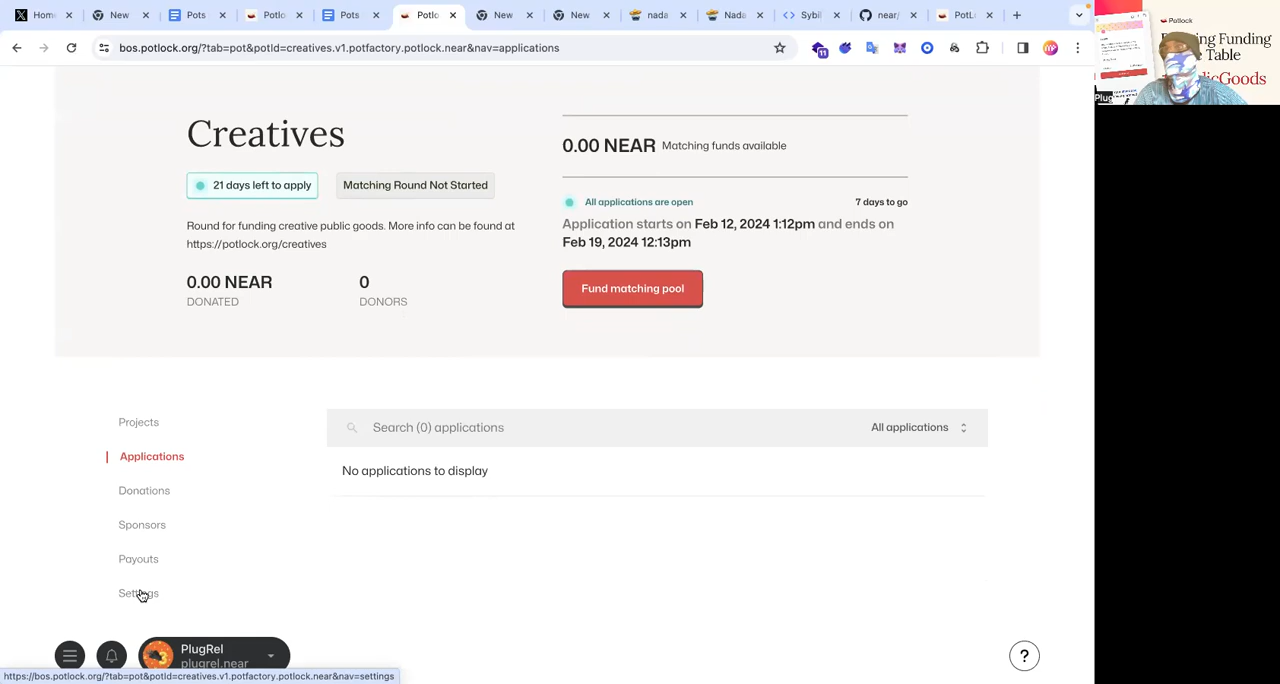 Hom
New
Pots
Potlo
Pots
Potlo
New
New
nada
Nada
Sybil
near/
PotL
bos.potlock.org/?tab=pot&potId=creatives.v1.potfactory.potlock.near&nav=applications
11
Potlock
Funding
Table
Goods
Plug
Creatives
21 days left to apply
Matching Round Not Started
Round for funding creative public goods. More info can be found at
https://potlock.org/creatives
0.00 NEAR
DONATED
0
DONORS
0.00 NEAR Matching funds available
All applications are open
7 days to go
Application starts on Feb 12, 2024 1:12pm and ends on
Feb 19, 2024 12:13pm
Fund matching pool
Projects
Applications
Donations
Sponsors
Payouts
Settings
Search (0) applications
All applications
No applications to display
PlugRel
plugrel.near
?
https://bos.potlock.org/?tab=pot&potId=creatives.v1.potfactory.potlock.near&nav=settings